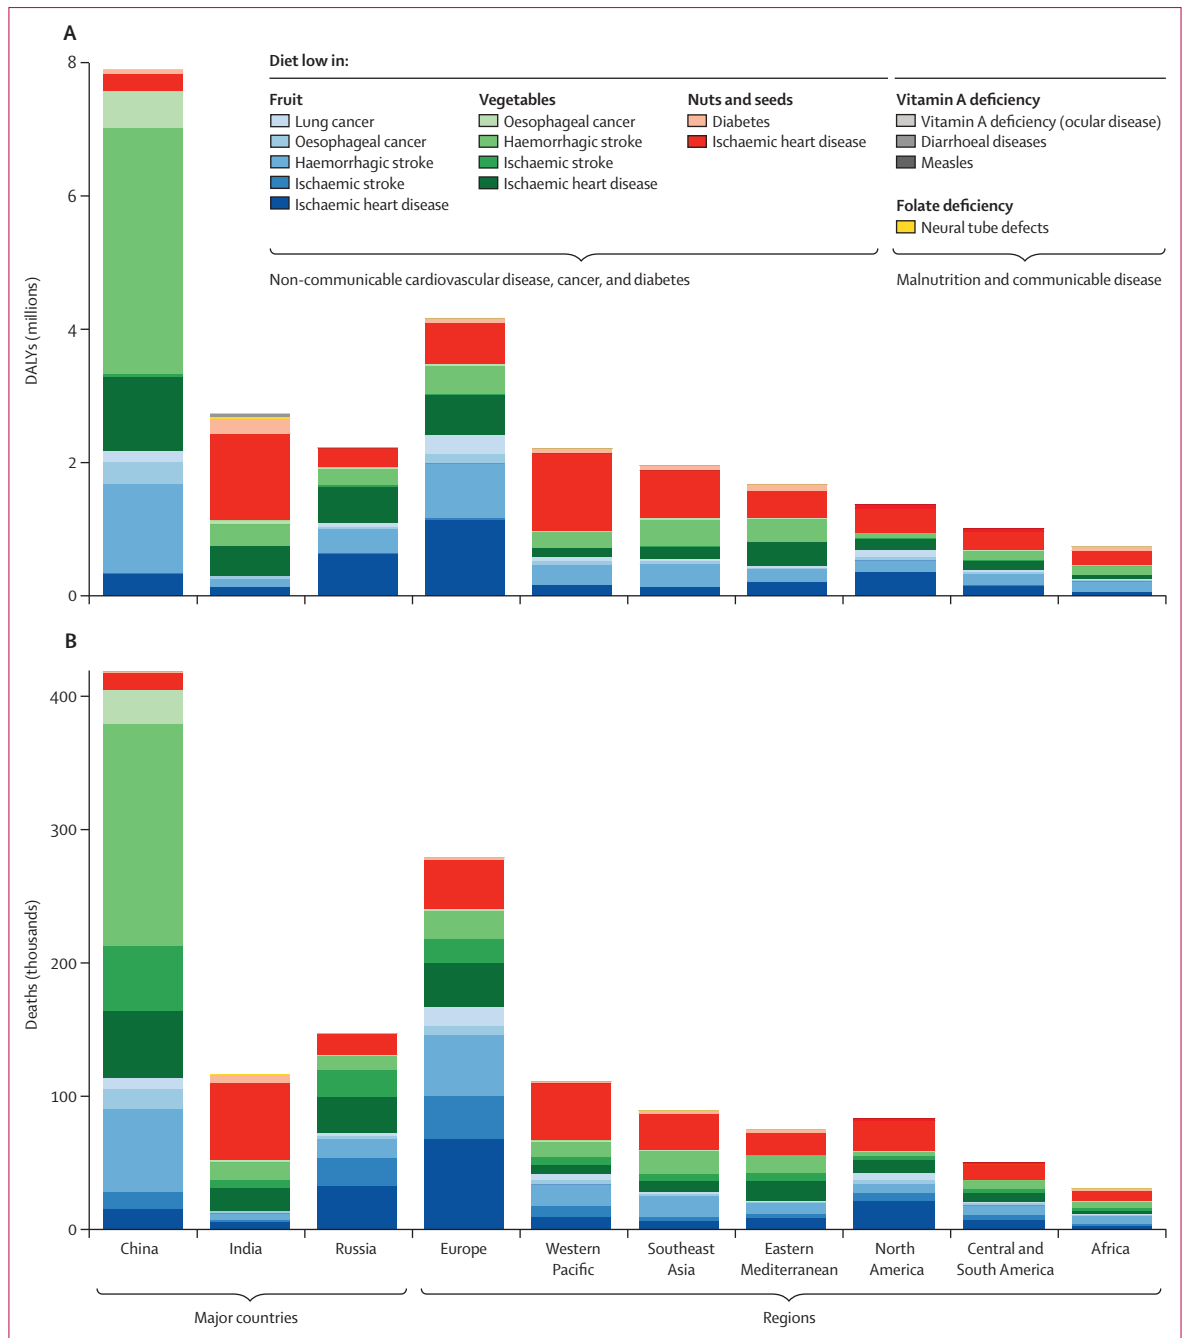 A
8
6
4
2
0
DALYs (millions)
Diet low in:
Fruit
Lung cancer
Oesophageal cancer
Haemorrhagic stroke
Ischaemic stroke
Ischaemic heart disease
Vegetables
Oesophageal cancer
Haemorrhagic stroke
Ischaemic stroke
Ischaemic heart disease
Nuts and seeds
Diabetes
Ischaemic heart disease
Vitamin A deficiency
Vitamin A deficiency (ocular disease)
Diarrhoeal diseases
Measles
Folate deficiency
Neural tube defects
Non-communicable cardiovascular disease, cancer, and diabetes
Malnutrition and communicable disease
B
400
300
200
100
0
Deaths (thousands)
China
India
Russia
Europe
Western
Pacific
Southeast
Asia
Eastern
Mediterranean
North
America
Central and
South America
Africa
Major countries
Regions